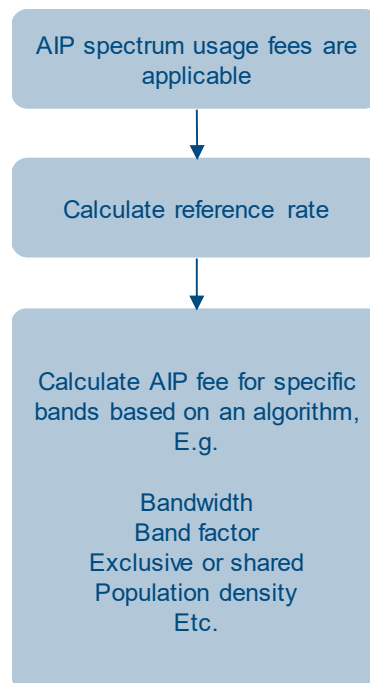 AIP spectrum usage fees are
applicable
Calculate reference rate
Calculate AIP fee for specific
bands based on an algorithm,
E.g.
Bandwidth
Band factor
Exclusive or shared
Population density
Etc.